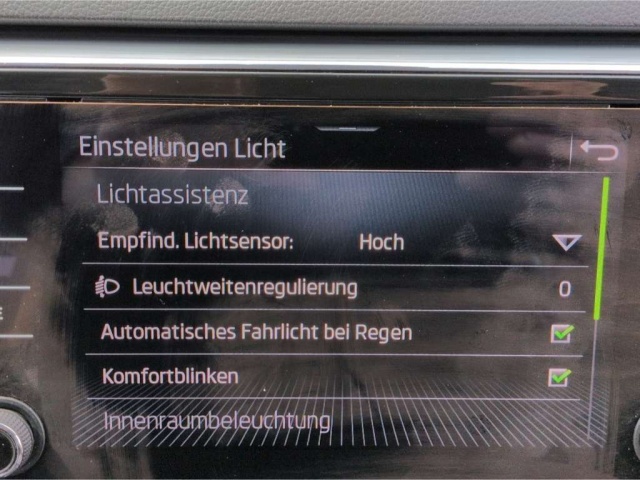 Einstellungen Licht
Lichtassistenz
Empfind. Lichtsensor: Hoch
Leuchtweitenregulierung 0
Automatisches Fahrlicht bei Regen
Komfortblinken
Innenraumbeleuchtung